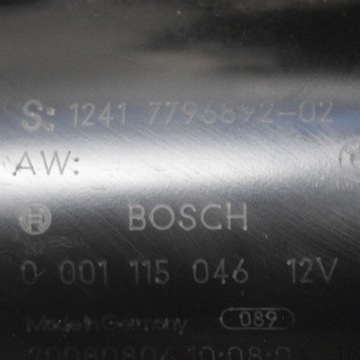 S: 1241 7796892-02
AW:
BOSCH
0 001 115 046 12V
Made in Germany 089